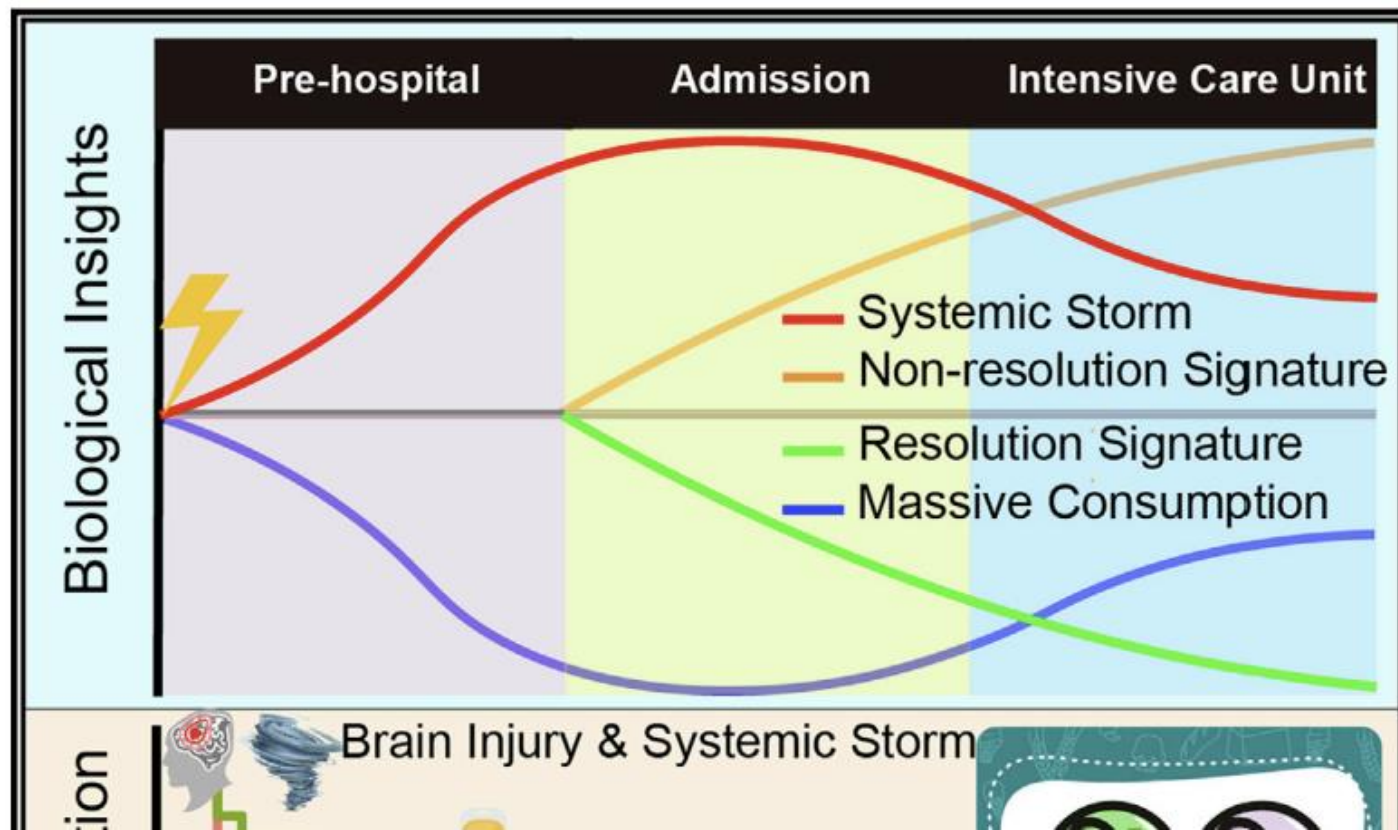 Pre-hospital
Admission
Intensive Care Unit
Biological Insights
Systemic Storm
Non-resolution Signature
Resolution Signature
Massive Consumption
Brain Injury & Systemic Storm